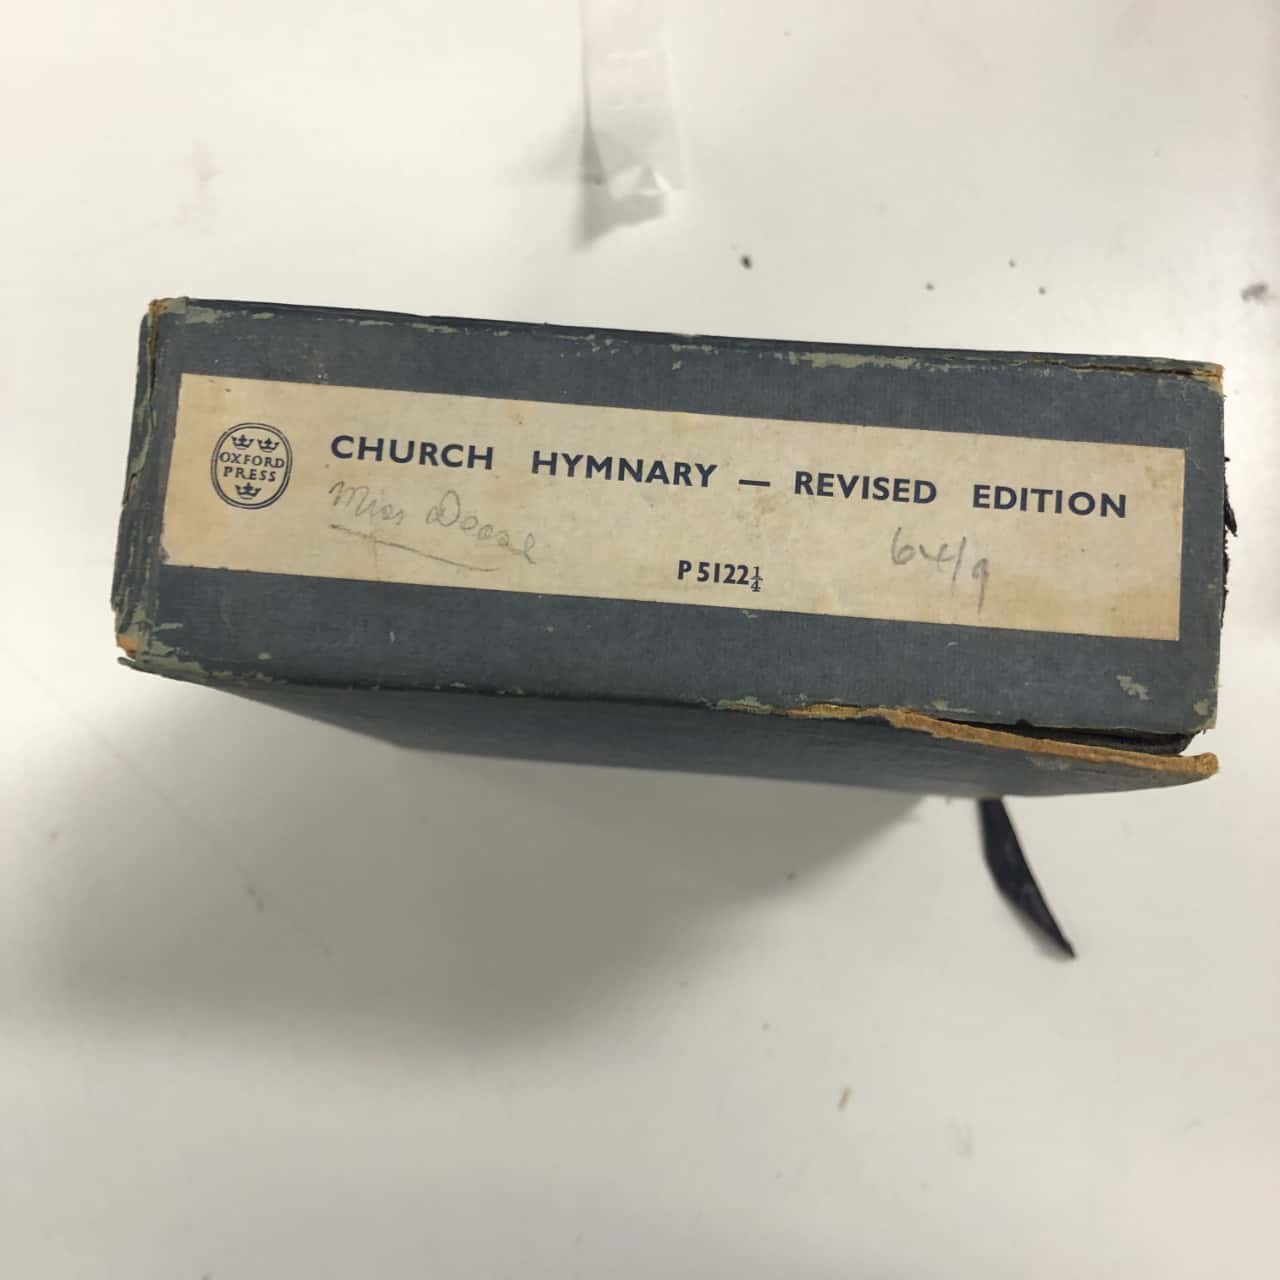 OXFORD
PRESS
CHURCH HYMNARY — REVISED EDITION
Miss
64/9
P 5122¼